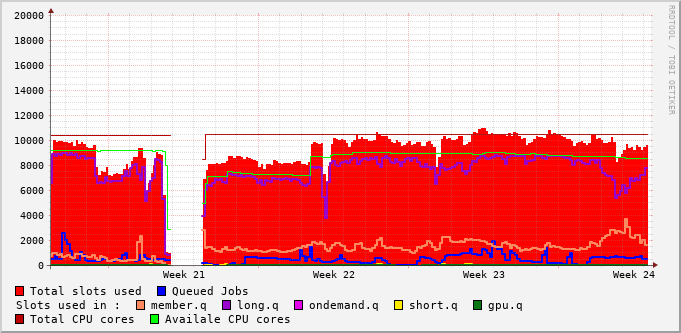 20000
18000
16000
14000
12000
10000
8000
6000
4000
2000
0
Week 21 Week 22 Week 23 Week 24
RRDTOOL / TOBI OETIKER
Total slots used Queued Jobs
Slots used in : member.q long.q ondemand.q short.q gpu.q
Total CPU cores Availale CPU cores